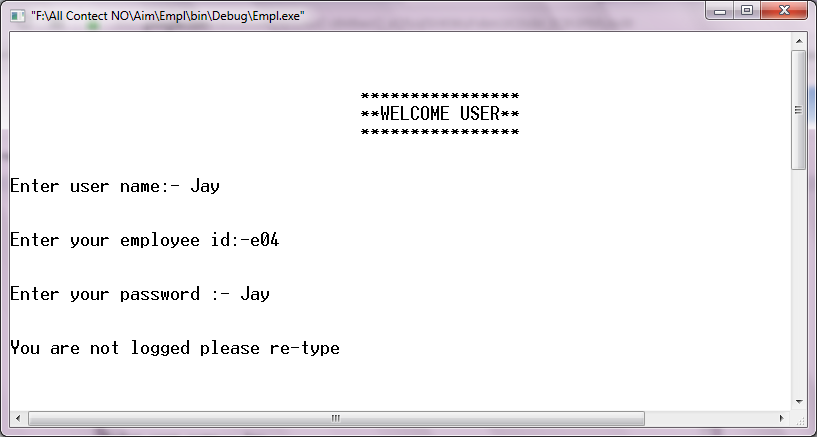 "F:\All Contect NO\Aim\Empl\bin\Debug\Empl.exe"
****************
**WELCOME USER**
****************
Enter user name:- Jay
Enter your employee id:-e04
Enter your password :- Jay
You are not logged please re-type